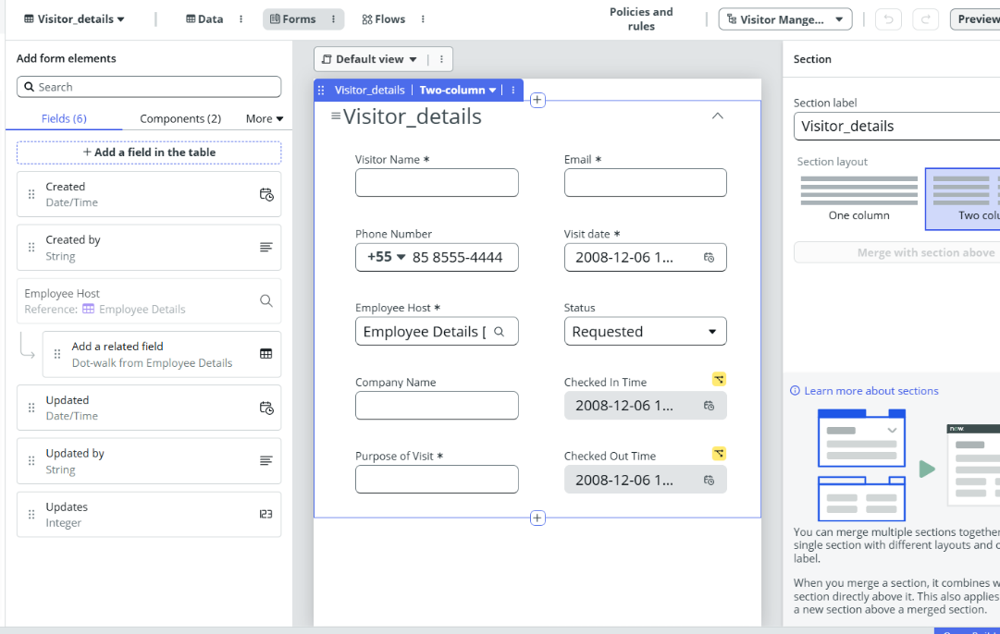 Visitor_details
Data
Forms
Flows
Policies and
rules
Visitor Mange...
Preview
Add form elements
Search
Fields (6)
Components (2)
More
+ Add a field in the table
Created
Date/Time
Created by
String
Employee Host
Reference: Employee Details
Add a related field
Dot-walk from Employee Details
Updated
Date/Time
Updated by
String
Updates
Integer
Default view
Visitor_details
Two-column
Visitor_details
Visitor Name *
Email *
Phone Number
+55 85 8555-4444
Visit date *
2008-12-06 1...
Employee Host *
Employee Details [
Status
Requested
Company Name
Checked In Time
2008-12-06 1...
Purpose of Visit *
Checked Out Time
2008-12-06 1...
Section
Section label
Visitor_details
Section layout
One column
Two colu
Merge with section above
Learn more about sections
now
You can merge multiple sections together
single section with different layouts and
label.
When you merge a section, it combines
section directly above it. This also applies
a new section above a merged section.